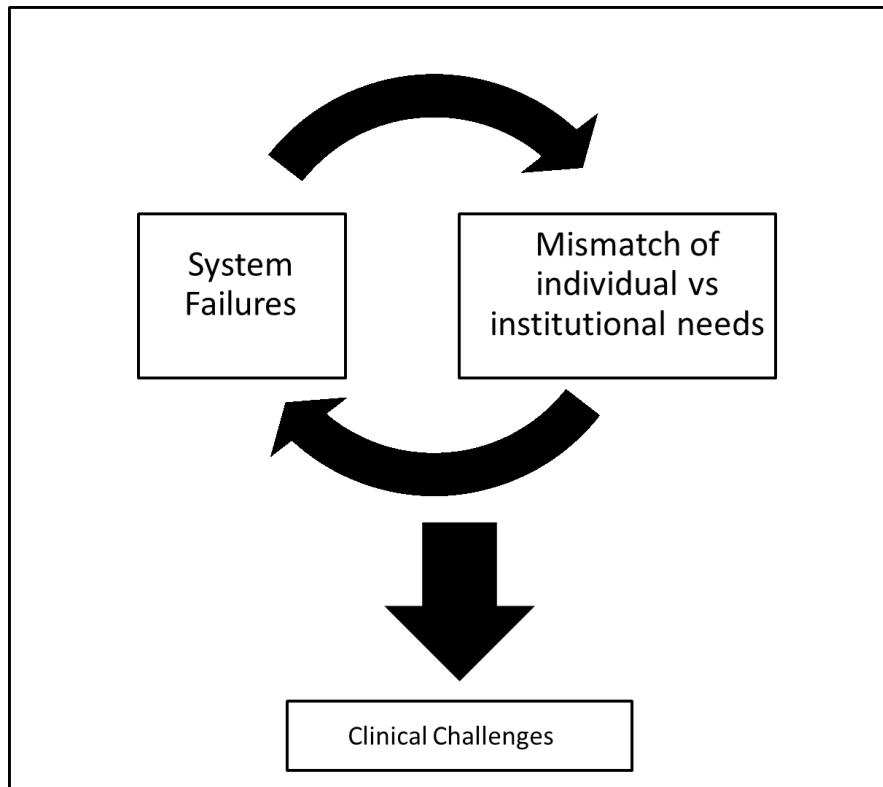 System
Failures
Mismatch of
individual vs
institutional needs
Clinical Challenges